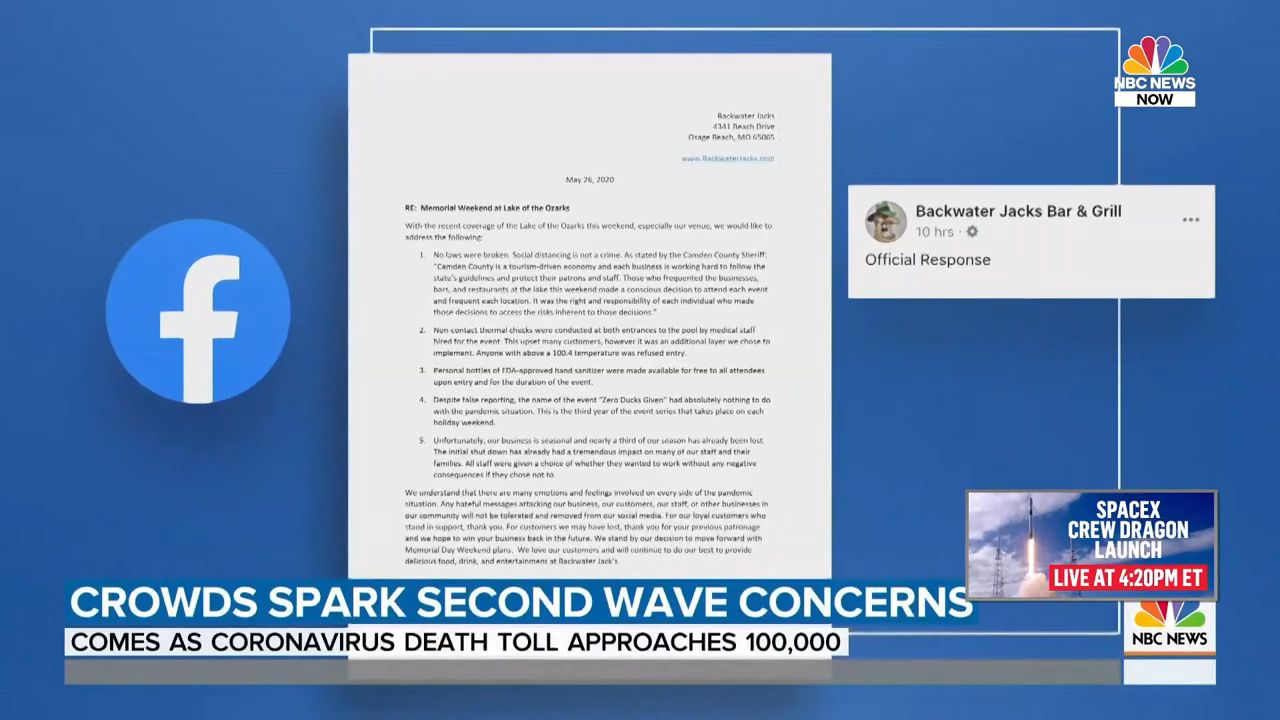 NBC NEWS
NOW
Backwater Jacks
4341 Beach Drive
Osage Beach, MO 65065
www.BackwaterJacks.com
May 26, 2020
RE: Memorial Weekend at Lake of the Ozarks
With the recent coverage of the Lake of the Ozarks this weekend, especially our venue, we would like to
address the following:
1. No laws were broken. Social distancing is not a crime. As stated by the Camden County Sheriff:
"Camden County is a tourism-driven economy and each business is working hard to follow the
state's guidelines and protect their patrons and staff. Those who frequented the businesses,
bars, and restaurants at the lake this weekend made a conscious decision to attend each event
and frequent each location. It was the right and responsibility of each individual who made
those decisions to access the risks inherent to those decisions."
2. Non-contact thermal checks were conducted at both entrances to the pool by medical staff
hired for the event. This upset many customers, however it was an additional layer we chose to
implement. Anyone with above a 100.4 temperature was refused entry.
3. Personal bottles of FDA-approved hand sanitizer were made available for free to all attendees
upon entry and for the duration of the event.
4. Despite false reporting, the name of the event "Zero Ducks Given" had absolutely nothing to do
with the pandemic situation. This is the third year of the event series that takes place on each
holiday weekend.
5. Unfortunately, our business is seasonal and nearly a third of our season has already been lost.
The initial shut down has already had a tremendous impact on many of our staff and their
families. All staff were given a choice of whether they wanted to work without any negative
consequences if they chose not to.
We understand that there are many emotions and feelings involved on every side of the pandemic
situation. Any hateful messages attacking our business, our customers, our staff, or other businesses in
our community will not be tolerated and removed from our social media. For our loyal customers who
stand in support, thank you. For customers we may have lost, thank you for your previous patronage
and we hope to win your business back in the future. We stand by our decision to move forward with
Memorial Day Weekend plans. We love our customers and will continue to do our best to provide
delicious food, drink, and entertainment at Backwater Jack's.
Backwater Jacks Bar & Grill
10 hrs ·
Official Response
f
SPACEX
CREW DRAGON
LAUNCH
LIVE AT 4:20PM ET
CROWDS SPARK SECOND WAVE CONCERNS
COMES AS CORONAVIRUS DEATH TOLL APPROACHES 100,000
NBC NEWS